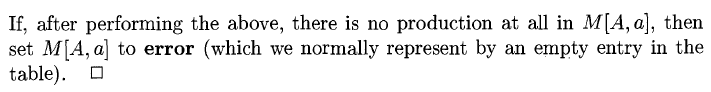 If, after performing the above, there is no production at all in M[A, a], then
set M[A, a] to error (which we normally represent by an empty entry in the
table). □